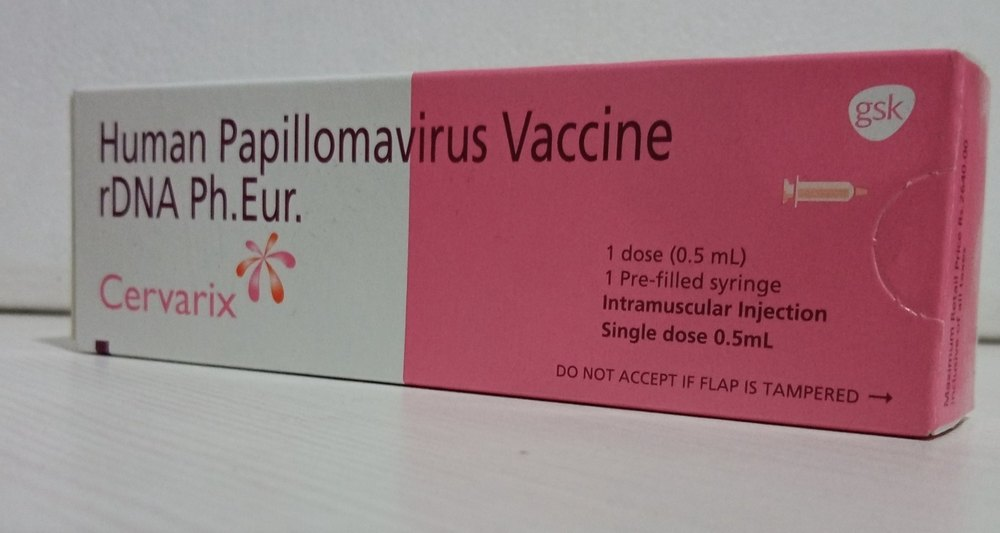 Human Papillomavirus Vaccine
rDNA Ph.Eur.
Cervarix
gsk
1 dose (0.5 mL)
1 Pre-filled syringe
Intramuscular Injection
Single dose 0.5mL
DO NOT ACCEPT IF FLAP IS TAMPERED →
Maximum Retail Price Rs.2640.00
inclusive of all taxes